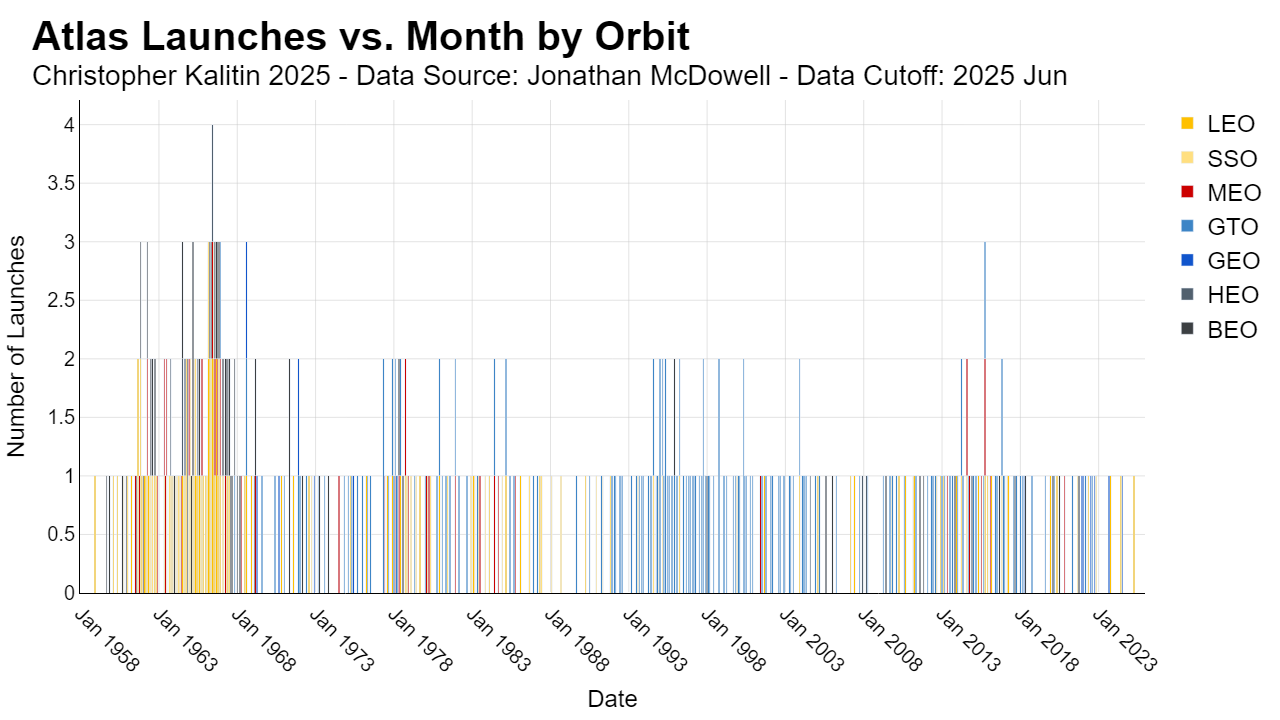 Atlas Launches vs. Month by Orbit
Christopher Kalitin 2025 - Data Source: Jonathan McDowell - Data Cutoff: 2025 Jun
Number of Launches
4
3.5
3
2.5
2
1.5
1
0.5
0
Jan 1958
Jan 1963
Jan 1968
Jan 1973
Jan 1978
Jan 1983
Jan 1988
Jan 1993
Jan 1998
Jan 2003
Jan 2008
Jan 2013
Jan 2018
Jan 2023
Date
LEO
SSO
MEO
GTO
GEO
HEO
BEO